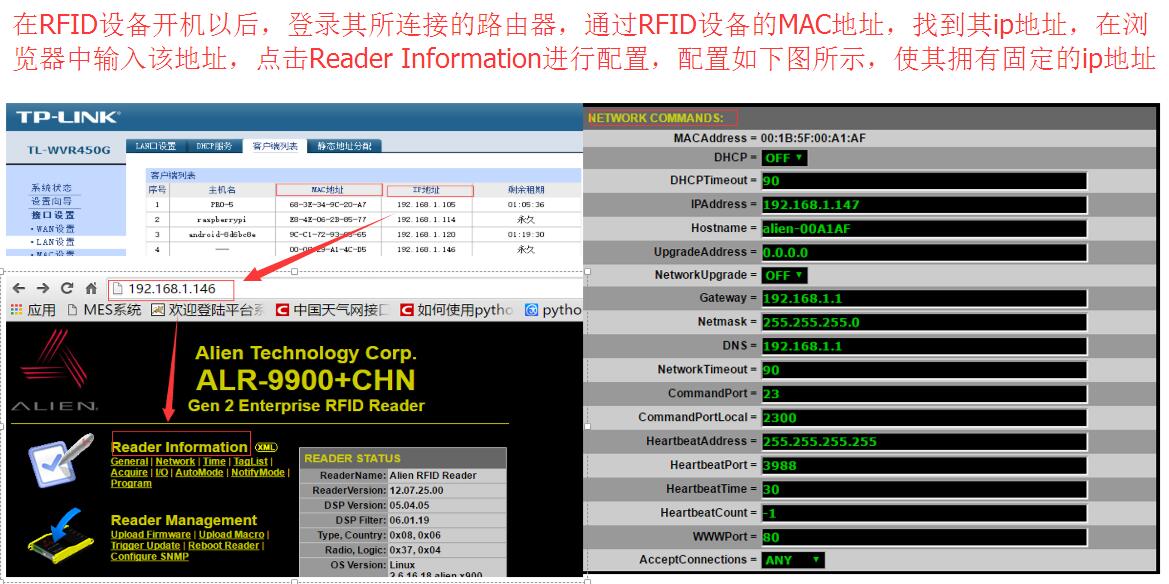 在RFID设备开机以后，登录其所连接的路由器，通过RFID设备的MAC地址，找到其ip地址，在浏
览器中输入该地址，点击Reader Information进行配置，配置如下图所示，使其拥有固定的ip地址
TP-LINK
TL-WVR450G
LAN口设置 DHCP服务 客户端列表 静态地址分配
系统状态
设置向导
接口设置
·WAN设置
·LAN设置
·MAC设置
客户端列表
序号 主机名 MAC地址 IP地址 剩余租期
1 PRO-5 68-3E-34-9C-20-A7 192.168.1.105 01:05:36
2 raspberrypi E8-4E-06-2B-85-77 192.168.1.114 永久
3 android-8d6bc8e 192.168.1.120 01:19.30
4 --- 192.168.1.146 永久
192.168.1.146
应用 MES系统 欢迎登陆平台系 中国天气网接口 如何使用pytho pytho
ALIEN
Alien Technology Corp.
ALR-9900+CHN
Gen 2 Enterprise RFID Reader
Reader Information XML
General | Network | Time | TagList |
Acquire | I/O | AutoMode | NotifyMode |
Program
Reader Management
Upload Firmware | Upload Macro |
Trigger Update | Reboot Reader |
Configure SNMP
READER STATUS
ReaderName: Alien RFID Reader
ReaderVersion: 12.07.25.00
DSP Version: 05.04.05
DSP Filter: 06.01.19
Type, Country: 0x08, 0x06
Radio, Logic: 0x37, 0x04
OS Version: Linux
2.6.16.18 alien x900
NETWORK COMMANDS:
MACAddress = 00:1B:5F:00:A1:AF
DHCP = OFF
DHCPTimeout = 90
IPAddress = 192.168.1.147
Hostname = alien-00A1AF
UpgradeAddress = 0.0.0.0
NetworkUpgrade = OFF
Gateway = 192.168.1.1
Netmask = 255.255.255.0
DNS = 192.168.1.1
NetworkTimeout = 90
CommandPort = 23
CommandPortLocal = 2300
HeartbeatAddress = 255.255.255.255
HeartbeatPort = 3988
HeartbeatTime = 30
HeartbeatCount = -1
WWWPort = 80
AcceptConnections = ANY